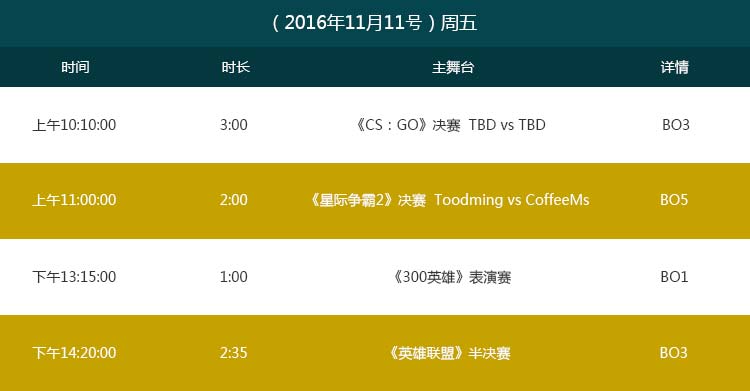 （2016年11月11号）周五
时间 时长 主舞台 详情
上午10:10:00 3:00 《CS：GO》决赛 TBD vs TBD BO3
上午11:00:00 2:00 《星际争霸2》决赛 Toodming vs CoffeeMs BO5
下午13:15:00 1:00 《300英雄》表演赛 BO1
下午14:20:00 2:35 《英雄联盟》半决赛 BO3